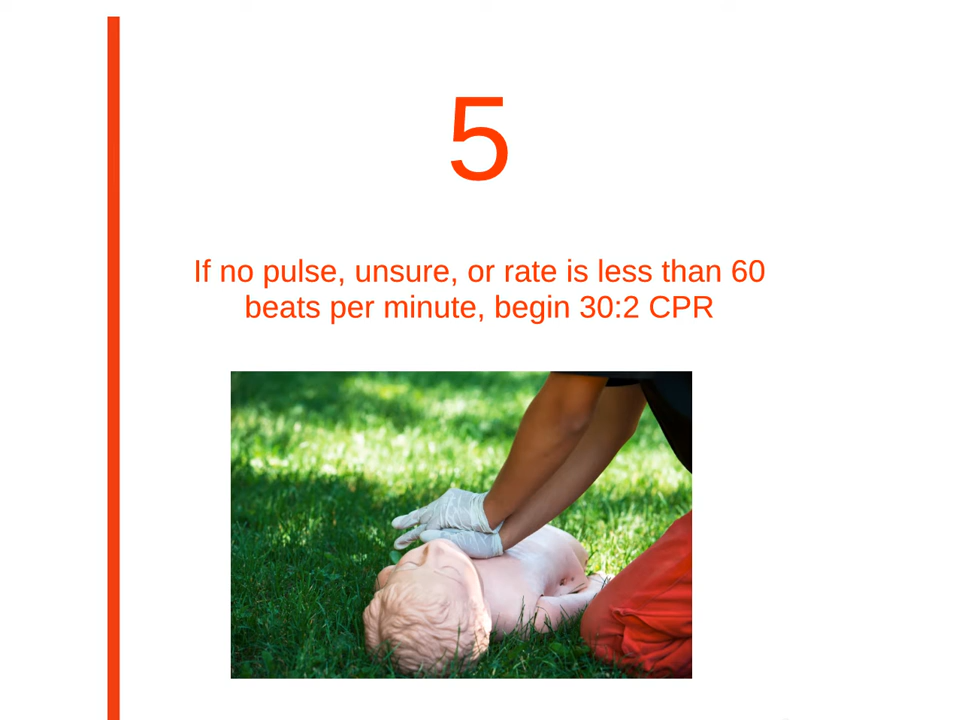 5
If no pulse, unsure, or rate is less than 60
beats per minute, begin 30:2 CPR